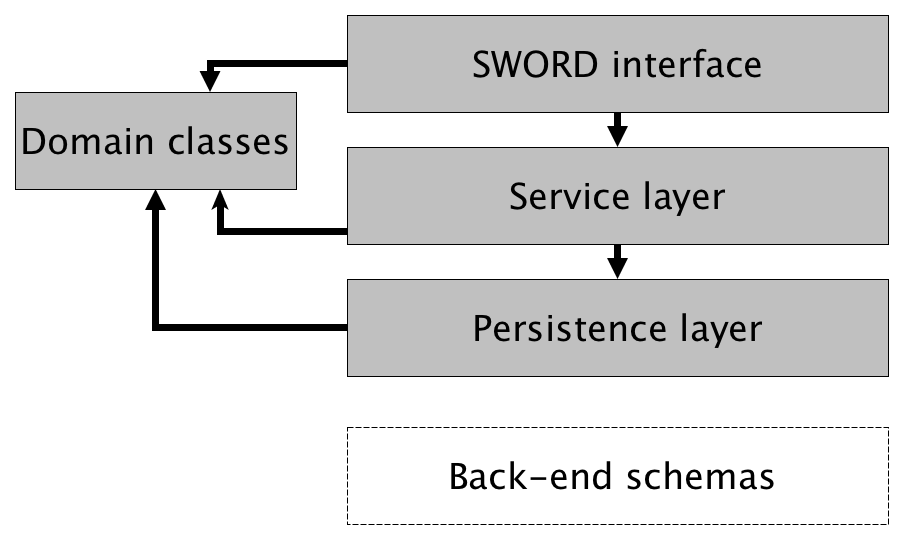 SWORD interface
Domain classes
Service layer
Persistence layer
Back-end schemas